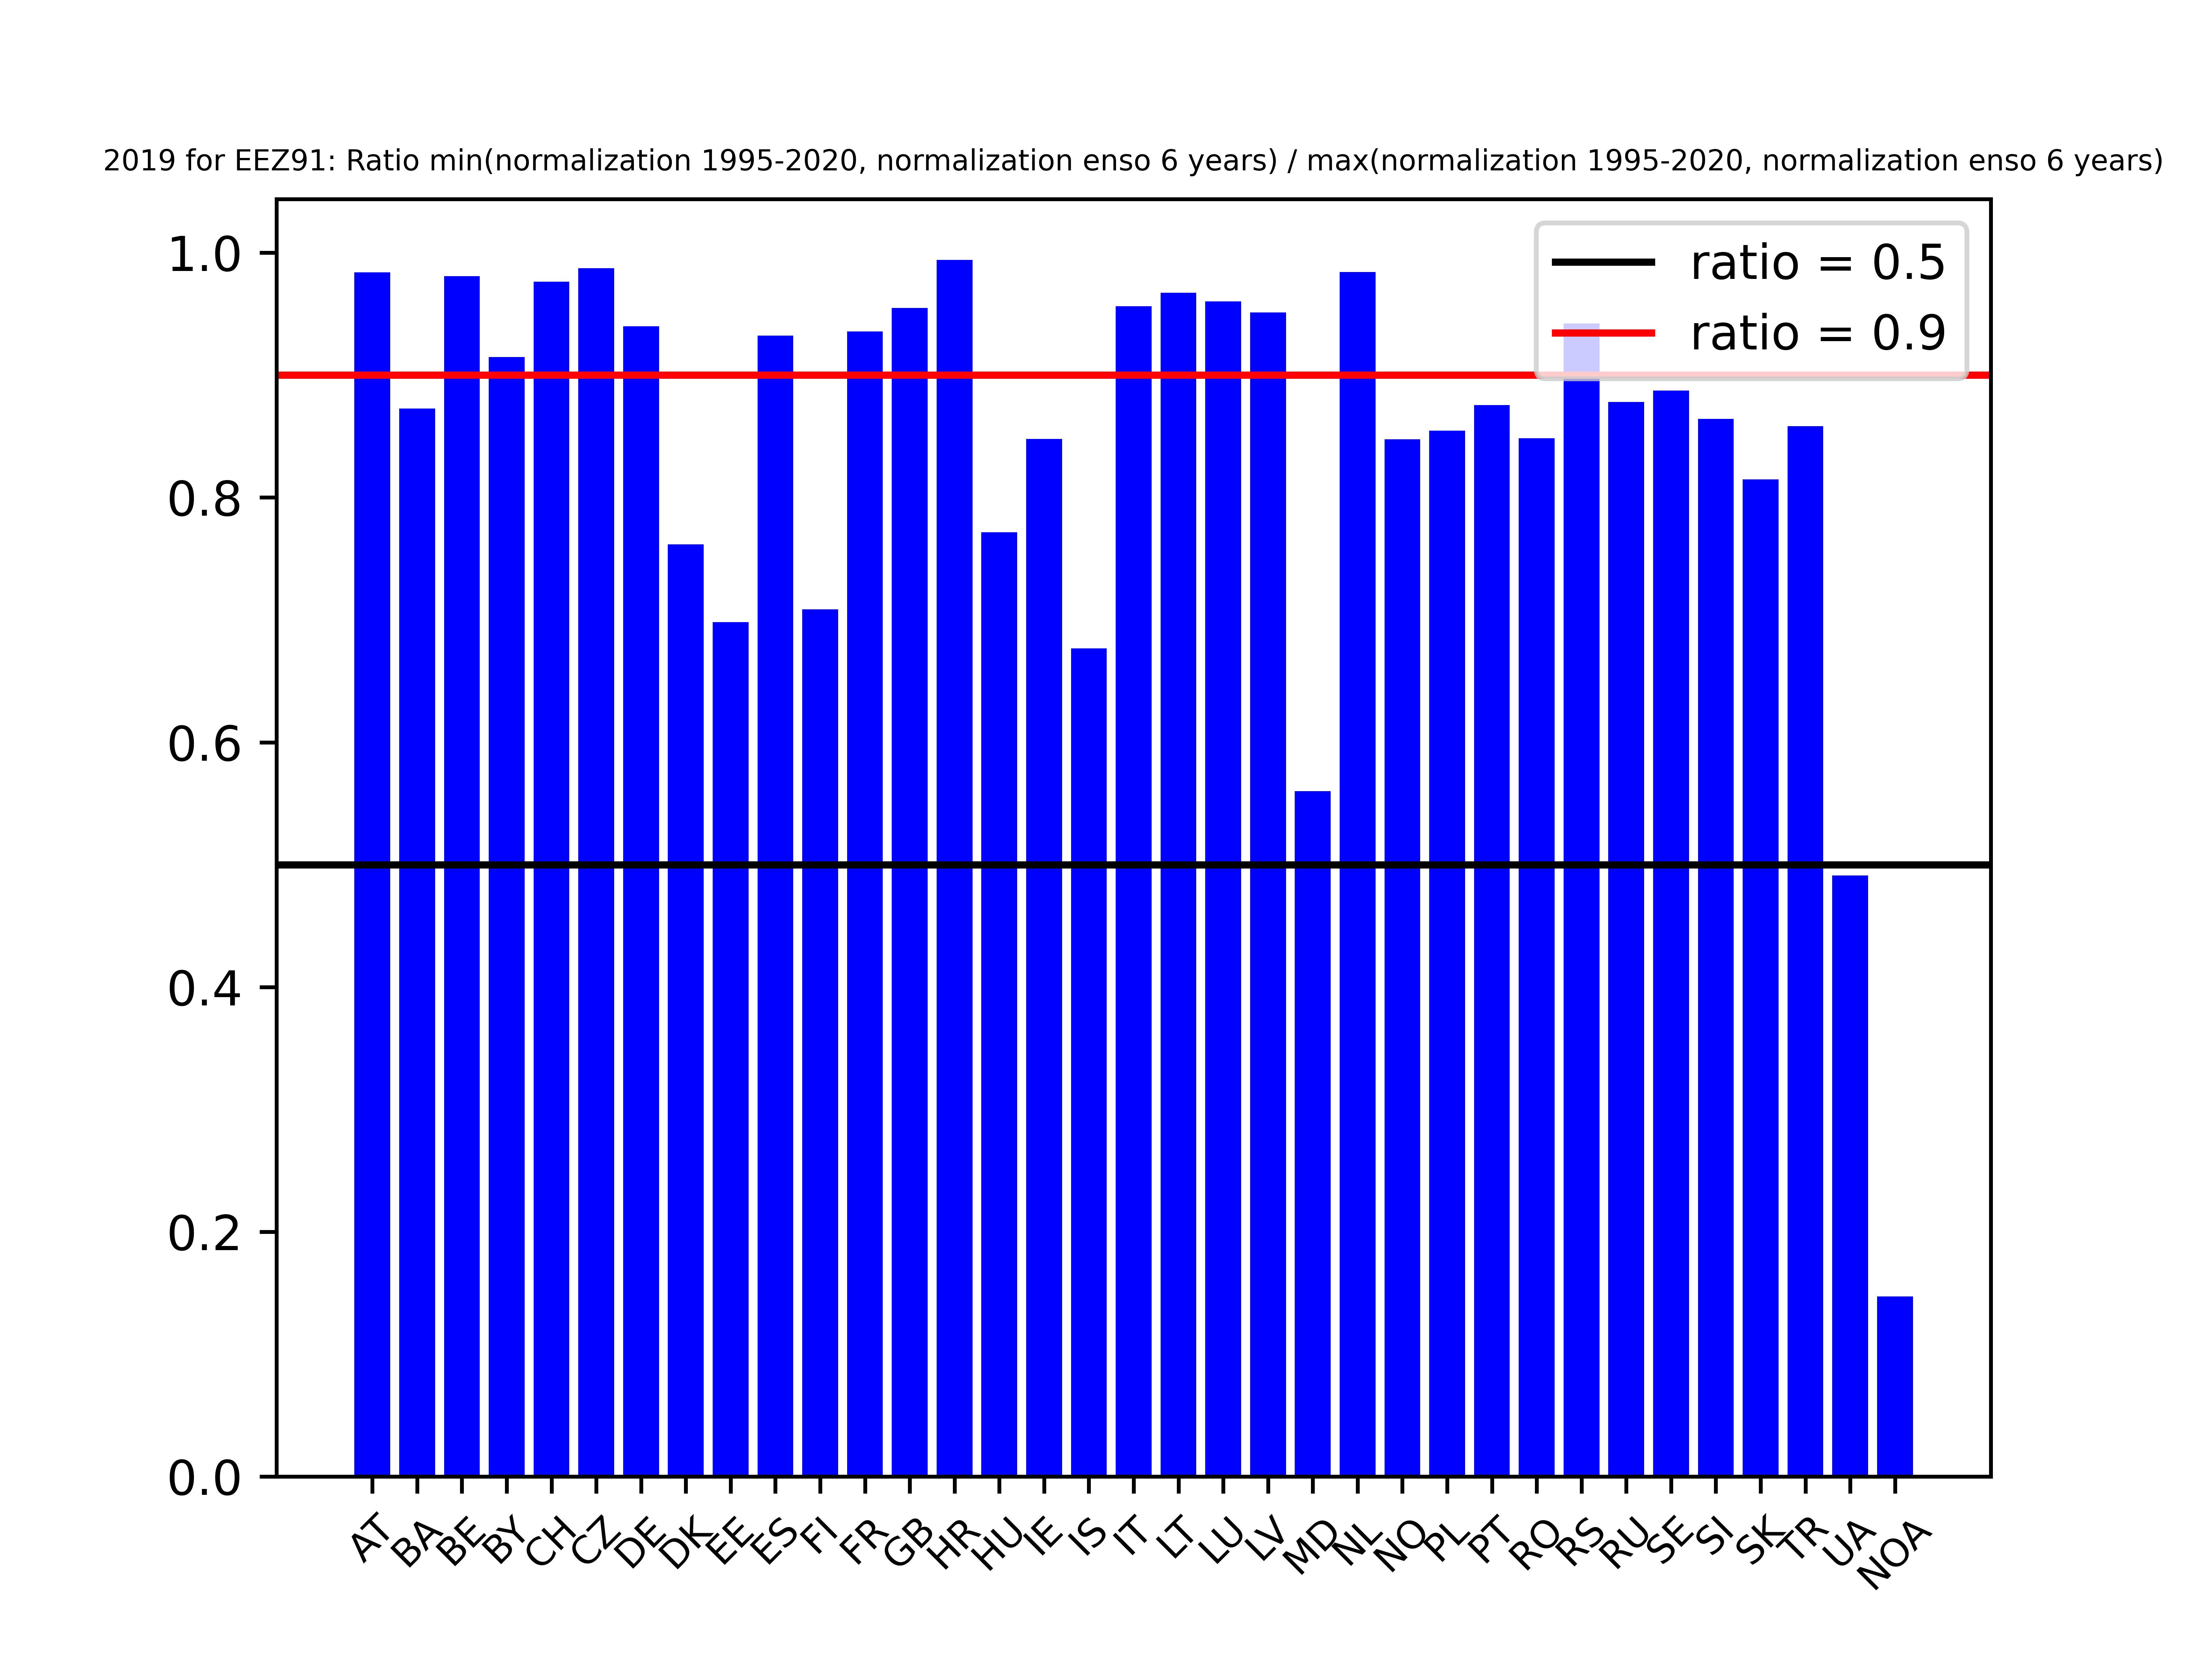 2019 for EEZ91: Ratio min(normalization 1995-2020, normalization enso 6 years) / max(normalization 1995-2020, normalization enso 6 years)
1.0
0.8
0.6
0.4
0.2
0.0
ratio = 0.5
ratio = 0.9
AT BA BE BY CH CZ DE DK EE ES FI FR GB HR HU IE IS IT LT LU LV MD NL NO PL PT RO RS RU SE SI SK TR UA NOA